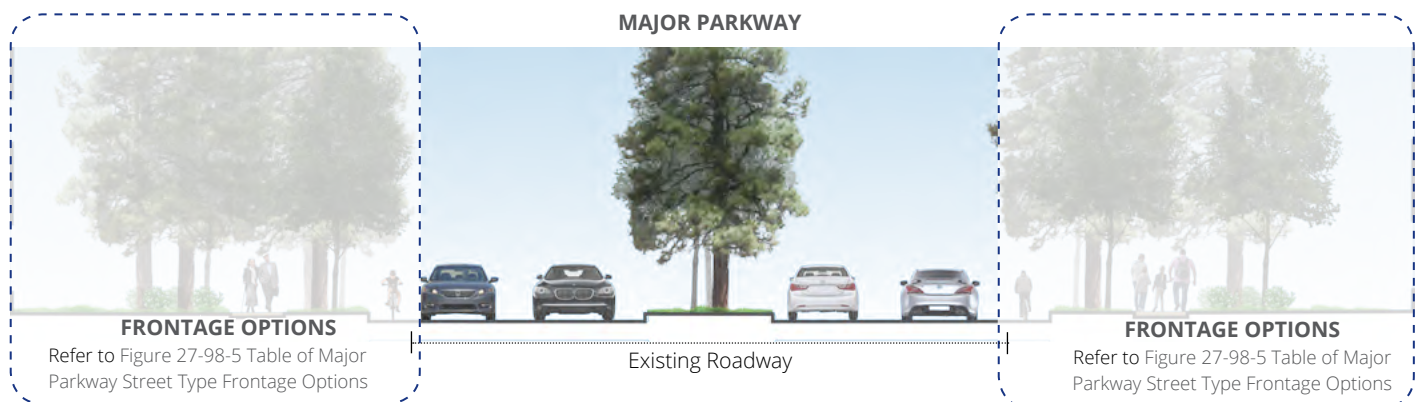 MAJOR PARKWAY
FRONTAGE OPTIONS
Refer to Figure 27-98-5 Table of Major
Parkway Street Type Frontage Options
Existing Roadway
FRONTAGE OPTIONS
Refer to Figure 27-98-5 Table of Major
Parkway Street Type Frontage Options